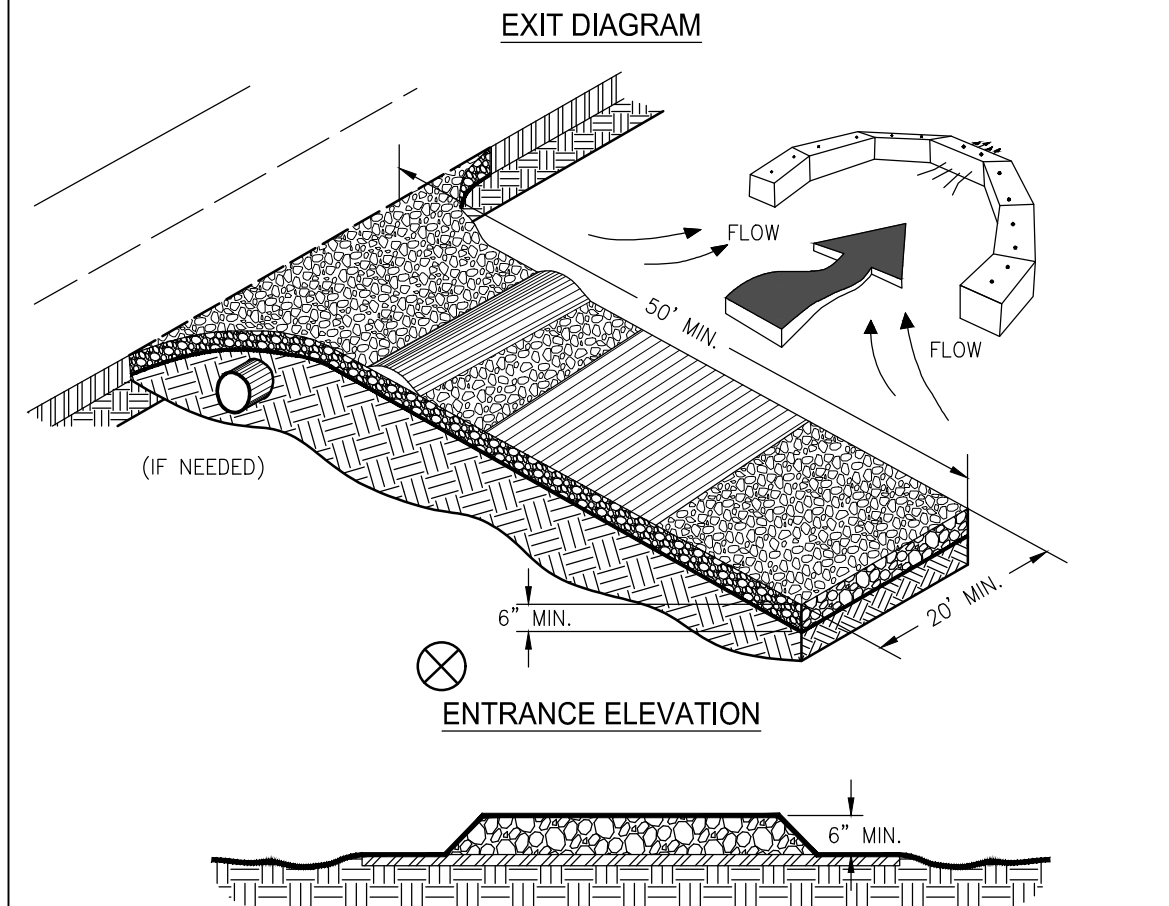 EXIT DIAGRAM
FLOW
50' MIN.
FLOW
(IF NEEDED)
6" MIN.
20' MIN.
ENTRANCE ELEVATION
6" MIN.